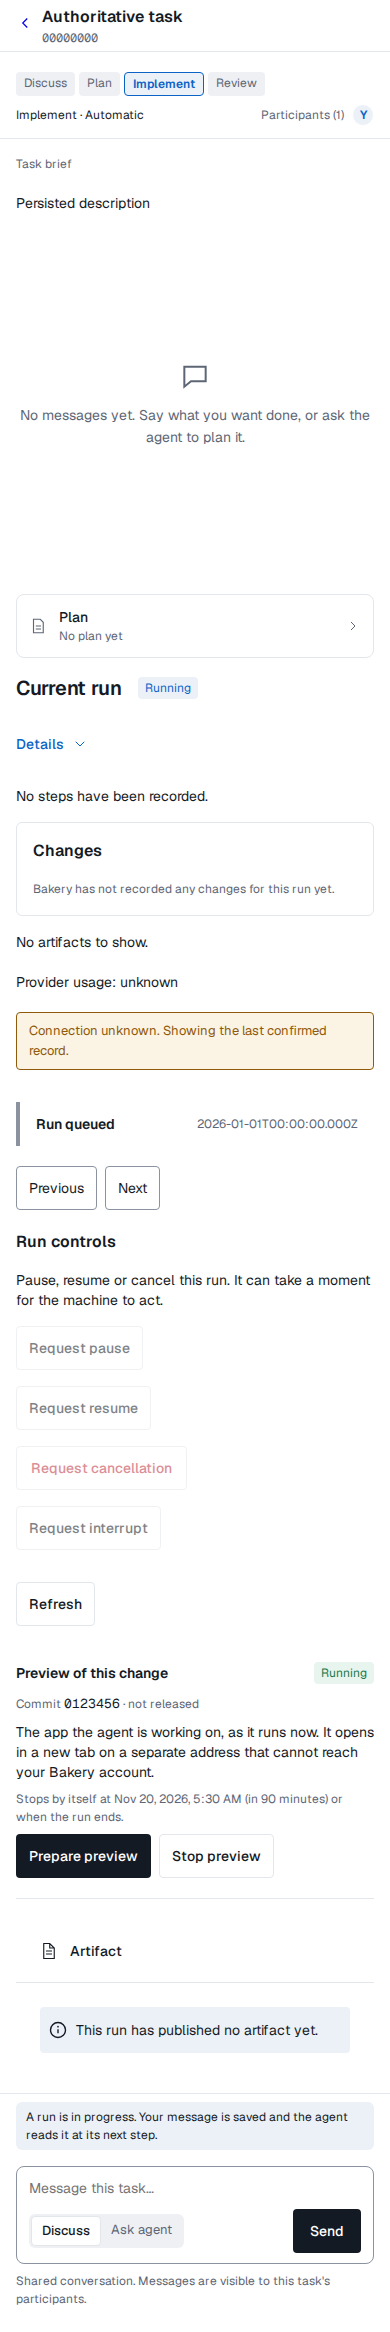 Authoritative task
00000000
Discuss
Plan
Implement
Review
Implement · Automatic
Participants (1)
Y
Task brief
Persisted description
No messages yet. Say what you want done, or ask the
agent to plan it.
Plan
No plan yet
Current run
Running
Details
No steps have been recorded.
Changes
Bakery has not recorded any changes for this run yet.
No artifacts to show.
Provider usage: unknown
Connection unknown. Showing the last confirmed
record.
Run queued
2026-01-01T00:00:00.000Z
Previous
Next
Run controls
Pause, resume or cancel this run. It can take a moment
for the machine to act.
Request pause
Request resume
Request cancellation
Request interrupt
Refresh
Preview of this change
Running
Commit 0123456 · not released
The app the agent is working on, as it runs now. It opens
in a new tab on a separate address that cannot reach
your Bakery account.
Stops by itself at Nov 20, 2026, 5:30 AM (in 90 minutes) or
when the run ends.
Prepare preview
Stop preview
Artifact
This run has published no artifact yet.
A run is in progress. Your message is saved and the agent
reads it at its next step.
Message this task...
Discuss
Ask agent
Send
Shared conversation. Messages are visible to this task's
participants.